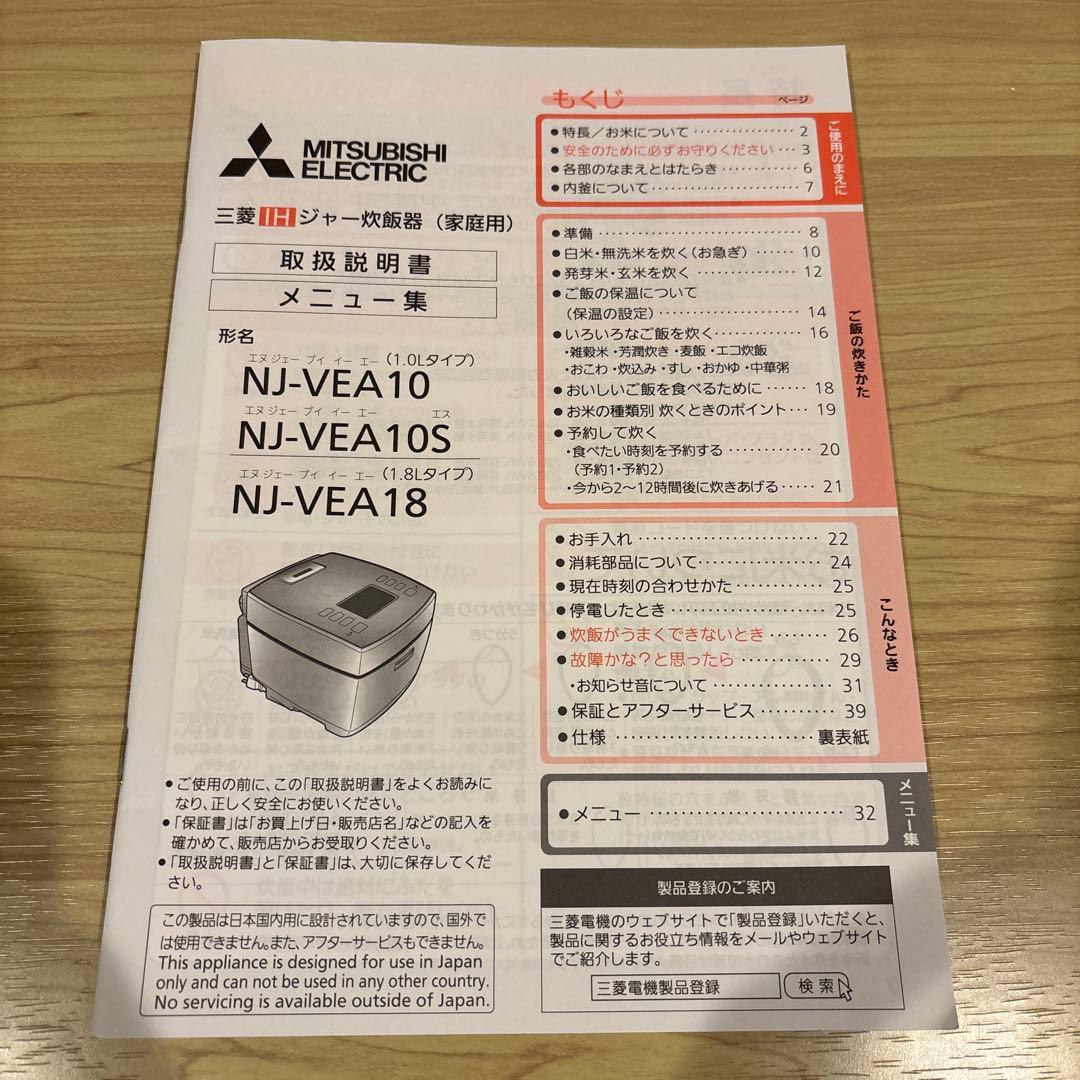 MITSUBISHI
ELECTRIC
三菱IHジャー炊飯器（家庭用）
取扱説明書
メニュー集
形名
エヌ ジェー ブイ イー エー（1.0Lタイプ）
NJ-VEA10
エヌ ジェー ブイ イー エー エス
NJ-VEA10S
エヌ ジェー ブイ イー エー（1.8Lタイプ）
NJ-VEA18
●ご使用の前に、この「取扱説明書」をよくお読みに
なり、正しく安全にお使いください。
●「保証書」は「お買上げ日・販売店名」などの記入を
確かめて、販売店からお受取りください。
●「取扱説明書」と「保証書」は、大切に保存してくだ
さい。
この製品は日本国内用に設計されていますので、国外で
は使用できません。また、アフターサービスもできません。
This appliance is designed for use in Japan
only and can not be used in any other country.
No servicing is available outside of Japan.
もくじ
ページ
ご使用のまえに
●特長／お米について ················ 2
●安全のために必ずお守りください ··· 3
●各部のなまえとはたらき ············ 6
●内釜について ······················· 7
ご飯の炊きかた
●準備 ······························ 8
●白米・無洗米を炊く（お急ぎ） ······ 10
●発芽米・玄米を炊く ················ 12
●ご飯の保温について
（保温の設定） ······················ 14
●いろいろなご飯を炊く ·············· 16
・雑穀米 ・芳潤炊き ・麦飯 ・エコ炊飯
・おこわ ・炊込み ・すし ・おかゆ ・中華粥
●おいしいご飯を食べるために ······ 18
●お米の種類別 炊くときのポイント ··· 19
●予約して炊く
・食べたい時刻を予約する ············ 20
（予約1・予約2）
・今から2〜12時間後に炊きあげる ····· 21
こんなとき
●お手入れ ·························· 22
●消耗部品について ·················· 24
●現在時刻の合わせかた ·············· 25
●停電したとき ······················ 25
●炊飯がうまくできないとき ········· 26
●故障かな？と思ったら ············ 29
・お知らせ音について ··············· 31
●保証とアフターサービス ·········· 39
●仕様 ···························· 裏表紙
メニュー集
●メニュー ·························· 32
製品登録のご案内
三菱電機のウェブサイトで「製品登録」いただくと、
製品に関するお役立ち情報をメールやウェブサイト
でご紹介します。
三菱電機製品登録 検索